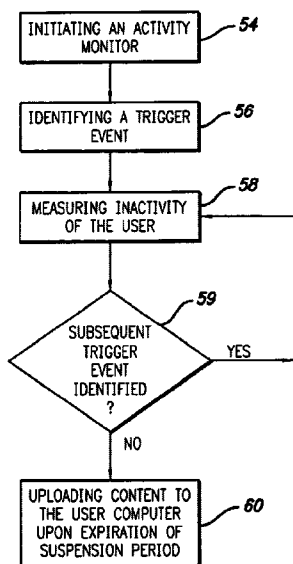 INITIATING AN ACTIVITY
MONITOR
54
IDENTIFYING A TRIGGER
EVENT
56
MEASURING INACTIVITY
OF THE USER
58
SUBSEQUENT
TRIGGER
EVENT
IDENTIFIED
?
59
YES
NO
UPLOADING CONTENT TO
THE USER COMPUTER
UPON EXPIRATION OF
SUSPENSION PERIOD
60